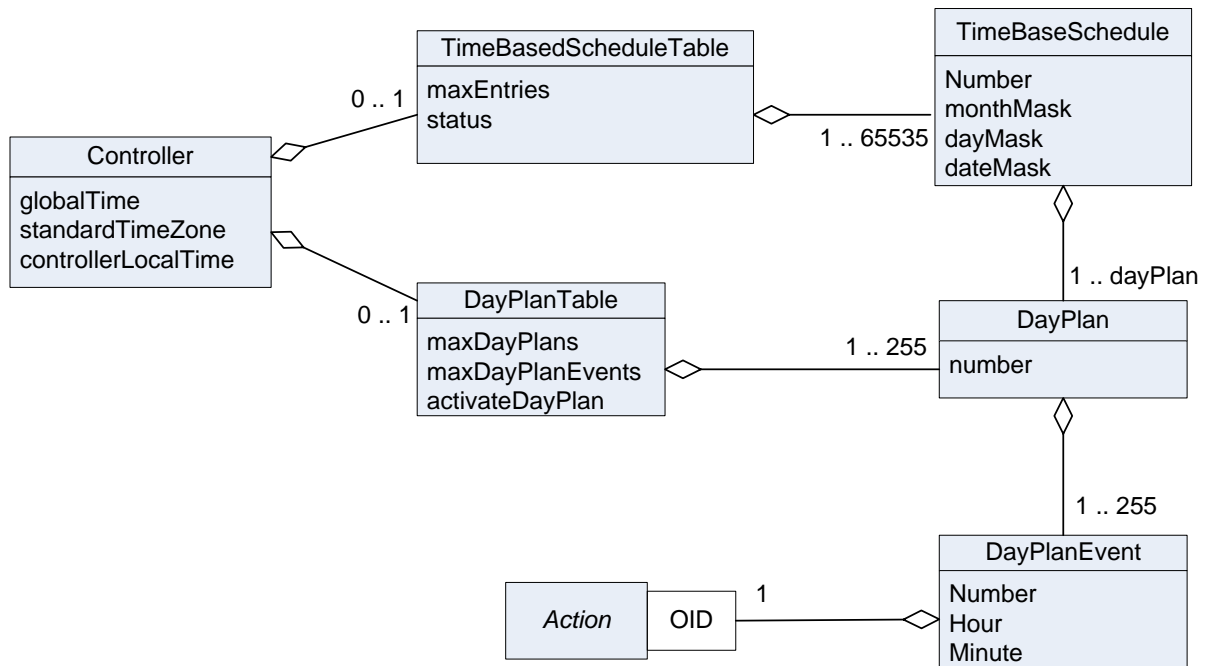 TimeBasedScheduleTable
maxEntries
status
TimeBaseSchedule
Number
monthMask
dayMask
dateMask
0 .. 1
1 .. 65535
Controller
globalTime
standardTimeZone
controllerLocalTime
0 .. 1
DayPlanTable
maxDayPlans
maxDayPlanEvents
activateDayPlan
1 .. dayPlan
1 .. 255
DayPlan
number
1 .. 255
DayPlanEvent
Number
Hour
Minute
1
Action
OID